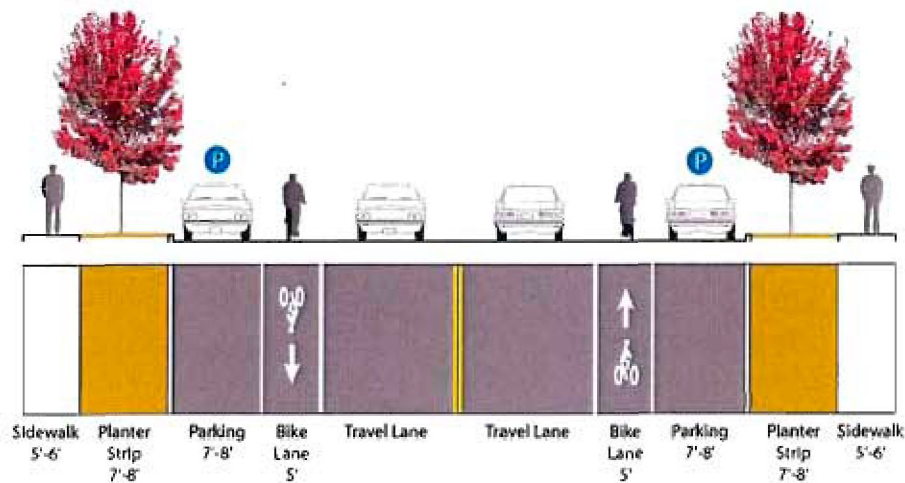 P
P
Sidewalk
5'-6'
Planter
Strip
7'-8'
Parking
7'-8'
Bike
Lane
5'
Travel Lane
Travel Lane
Bike
Lane
5'
Parking
7'-8'
Planter
Strip
7'-8'
Sidewalk
5'-6'